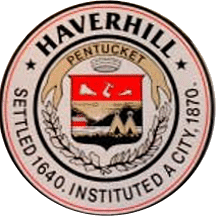 HAVERHILL
PENTUCKET
SETTLED 1640. INSTITUTED A CITY, 1870.